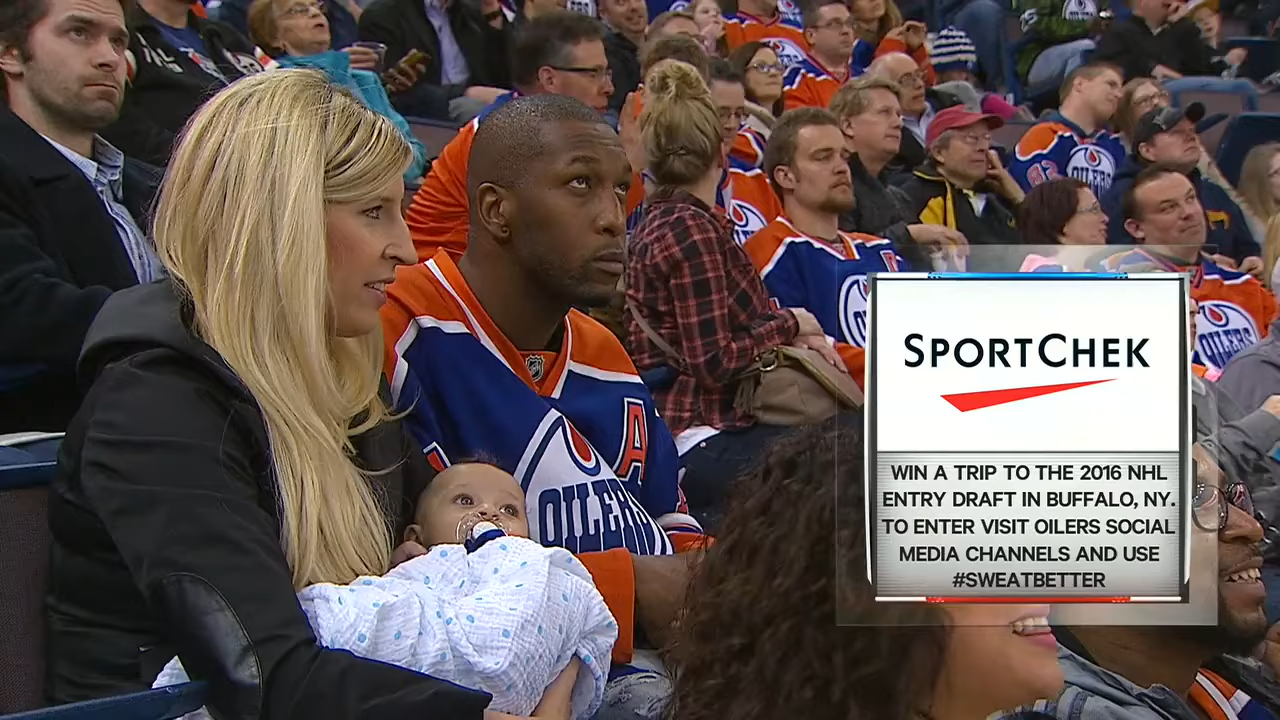 SPORTCHEK
WIN A TRIP TO THE 2016 NHL
ENTRY DRAFT IN BUFFALO, NY.
TO ENTER VISIT OILERS SOCIAL
MEDIA CHANNELS AND USE
#SWEATBETTER
A
OILERS
OILERS
OILERS